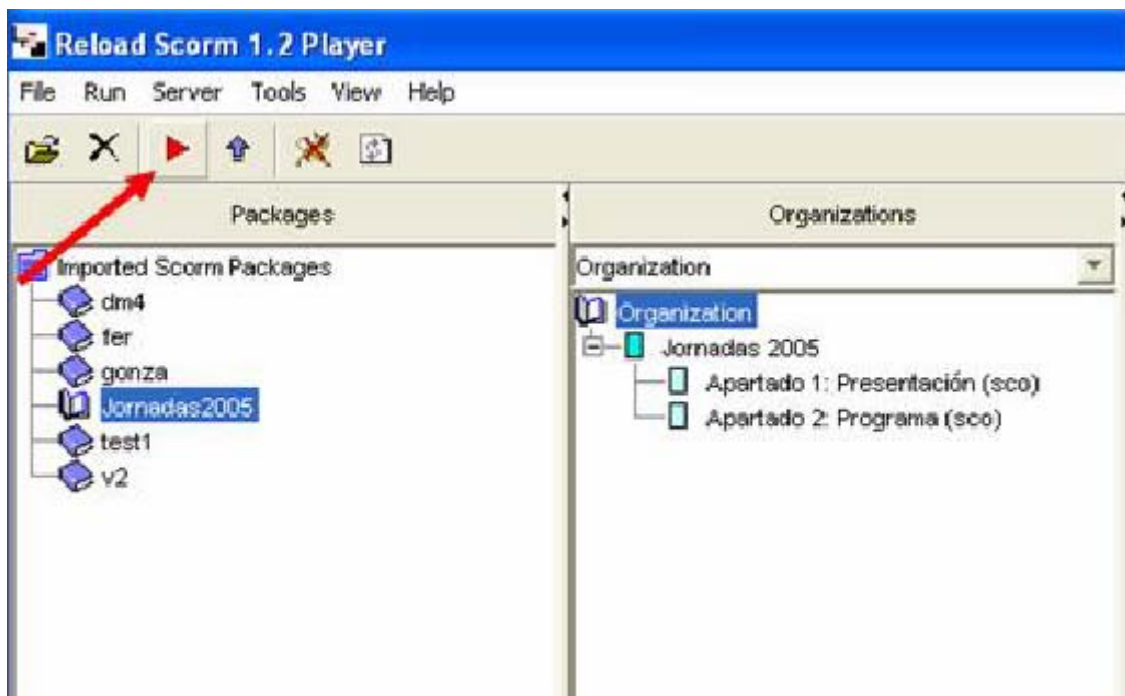 Reload Scorm 1.2 Player
File Run Server Tools View Help
Packages
Imported Scorm Packages
dm4
fer
gonza
Jornadas2005
test1
v2
Organizations
Organization
Organization
Jornadas 2005
Apartado 1: Presentación (sco)
Apartado 2: Programa (sco)